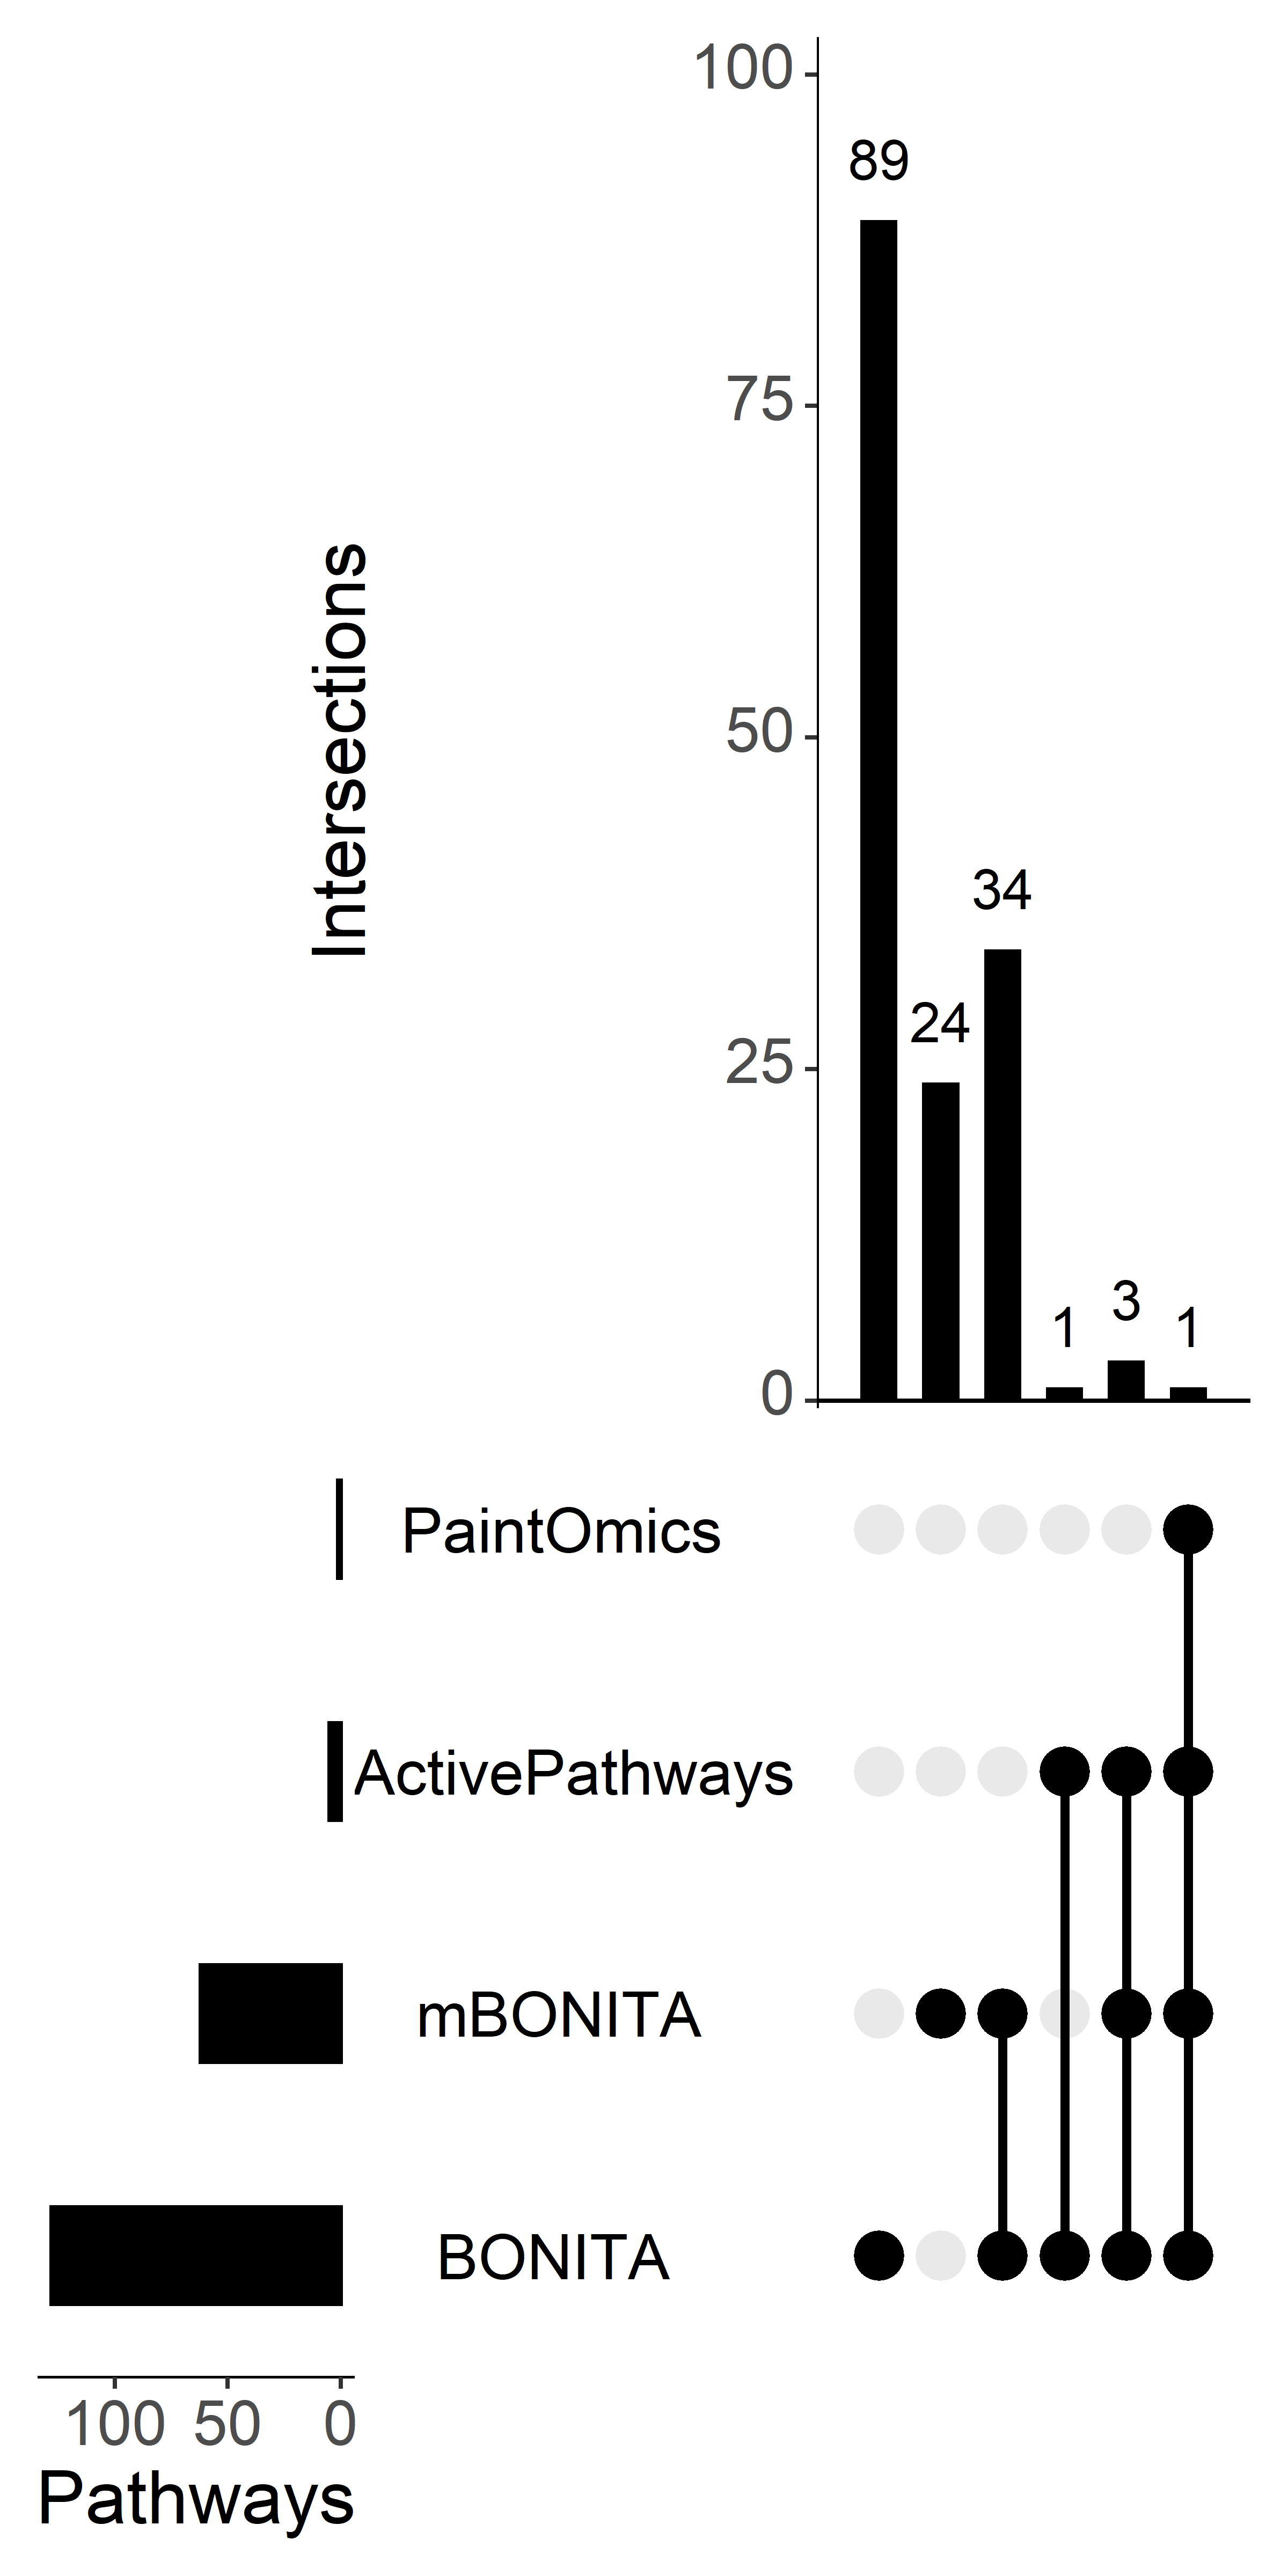 100
89
75
Intersections
50
34
24
25
3
1
1
0
PaintOmics
ActivePathways
mBONITA
BONITA
100 50 0
Pathways